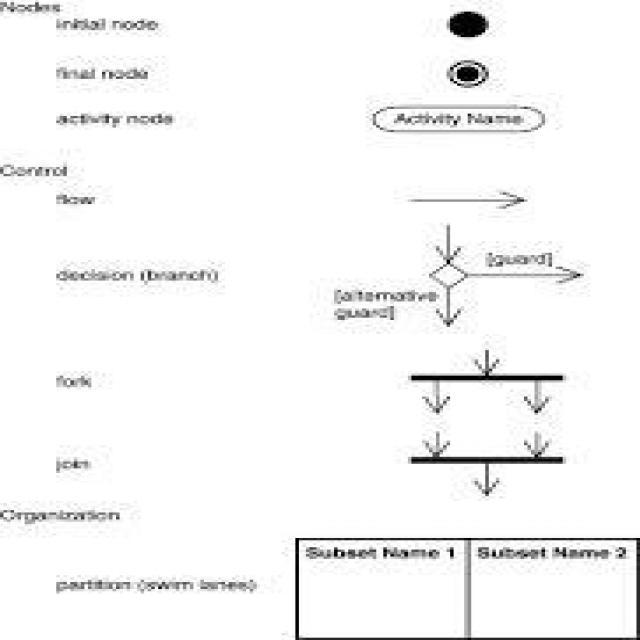 Nodes
initial node
final node
activity node
Activity Name
Control
flow
decision (branch)
[guard]
[alternative
guard]
fork
join
Organization
partition (swim lanes)
Subset Name 1
Subset Name 2